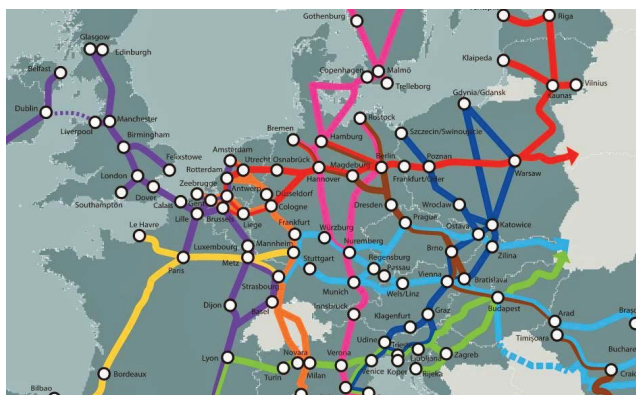 Gothenburg
Riga
Glasgow
Edinburgh
Belfast
Copenhagen
Malmö
Trelleborg
Klaipeda
Vilnius
Kaunas
Dublin
Liverpool
Manchester
Birmingham
Rostock
Gdynia/Gdansk
Szczecin/Swinoujscie
Bremen
Hamburg
Felixstowe
Amsterdam
Rotterdam
Utrecht
Osnabrück
Hannover
Magdeburg
Berlin
Frankfurt/Oder
Poznan
Warsaw
London
Southampton
Dover
Calais
Zeebrugge
Antwerp
Düsseldorf
Cologne
Lille
Brussels
Liege
Dresden
Wroclaw
Katowice
Le Havre
Paris
Luxembourg
Metz
Mannheim
Frankfurt
Würzburg
Nuremberg
Prague
Ostava
Zilina
Stuttgart
Strasbourg
Regensburg
Passau
Brno
Munich
Wels/Linz
Vienna
Bratislava
Dijon
Basel
Innsbruck
Klagenfurt
Graz
Budapest
Udine
Arad
Timişoara
Lyon
Novara
Turin
Milan
Verona
Venice
Koper
Ljubljana
Zagreb
Rijeka
Bordeaux
Bilbao